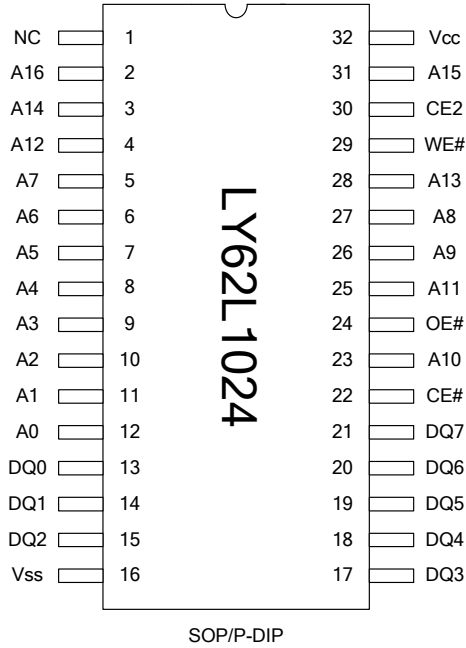 NC 1 32 Vcc
A16 2 31 A15
A14 3 30 CE2
A12 4 29 WE#
A7 5 28 A13
A6 6 27 A8
A5 7 26 A9
A4 8 25 A11
A3 9 24 OE#
A2 10 23 A10
A1 11 22 CE#
A0 12 21 DQ7
DQ0 13 20 DQ6
DQ1 14 19 DQ5
DQ2 15 18 DQ4
Vss 16 17 DQ3
LY62L1024
SOP/P-DIP